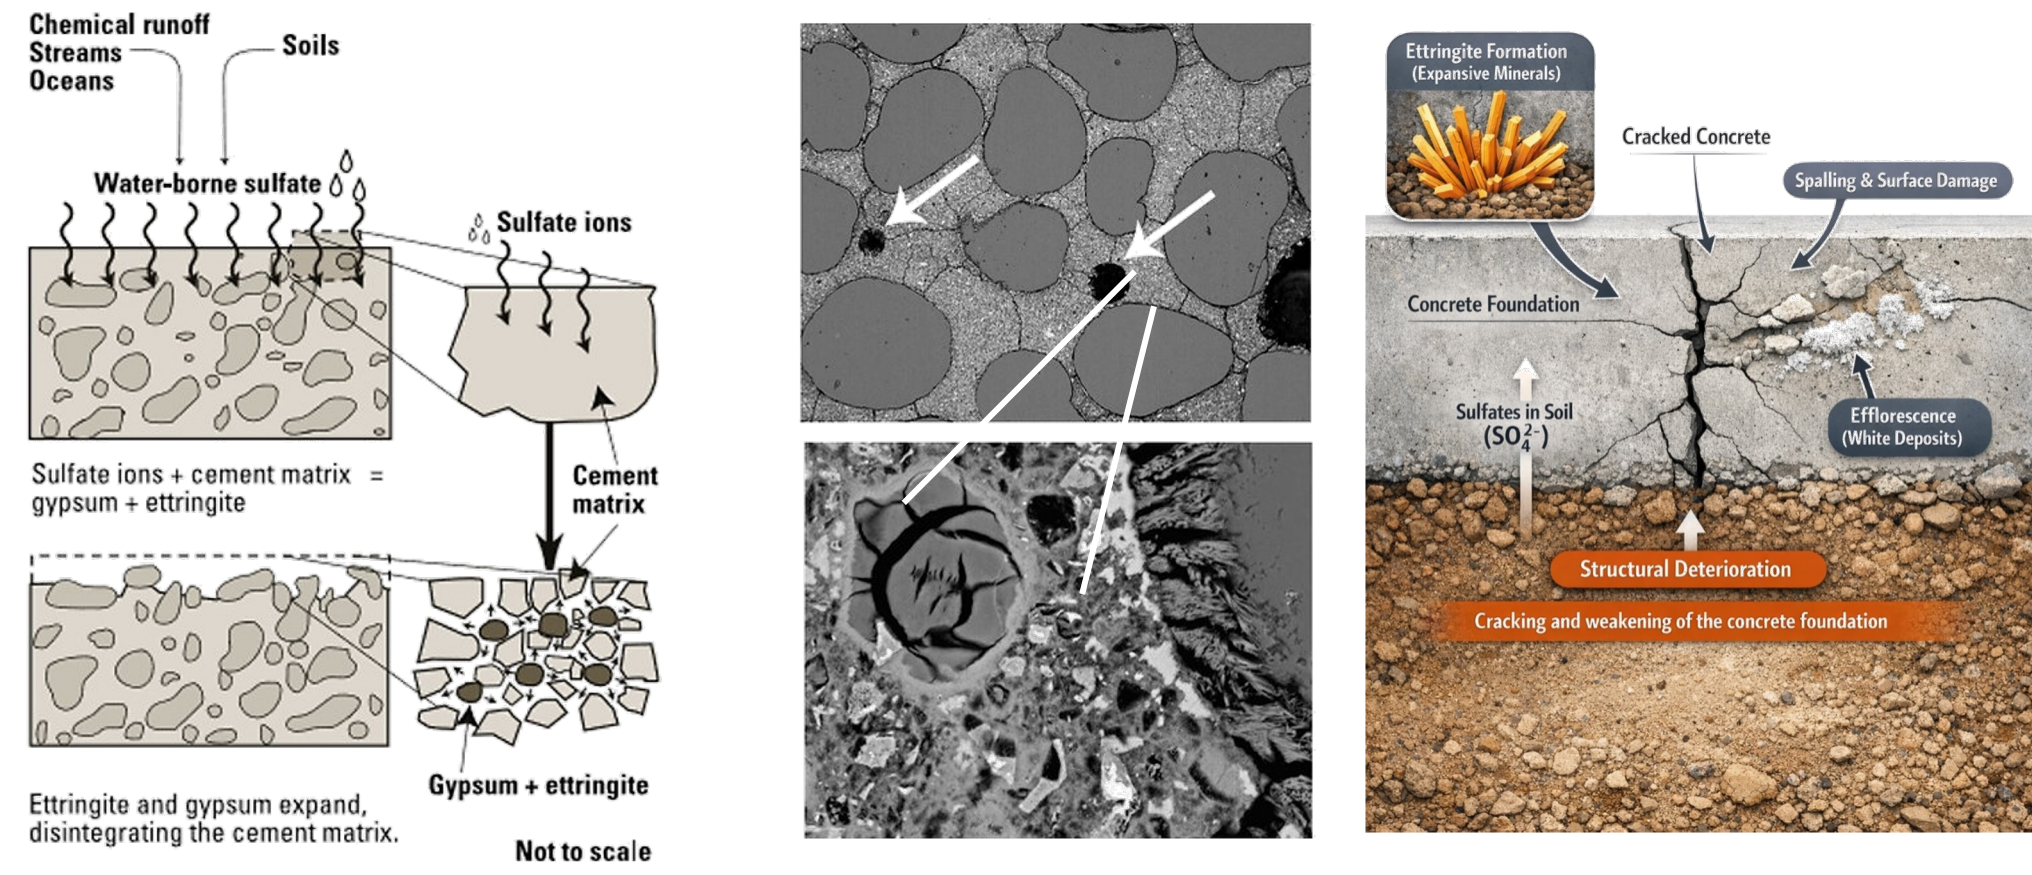 Chemical runoff
Streams
Oceans
Soils
Water-borne sulfate
Sulfate ions
Cement
matrix
Sulfate ions + cement matrix =
gypsum + ettringite
Gypsum + ettringite
Ettringite and gypsum expand,
disintegrating the cement matrix.
Not to scale
Ettringite Formation
(Expansive Minerals)
Cracked Concrete
Spalling & Surface Damage
Concrete Foundation
Sulfates in Soil
(SO₄²⁻)
Efflorescence
(White Deposits)
Structural Deterioration
Cracking and weakening of the concrete foundation